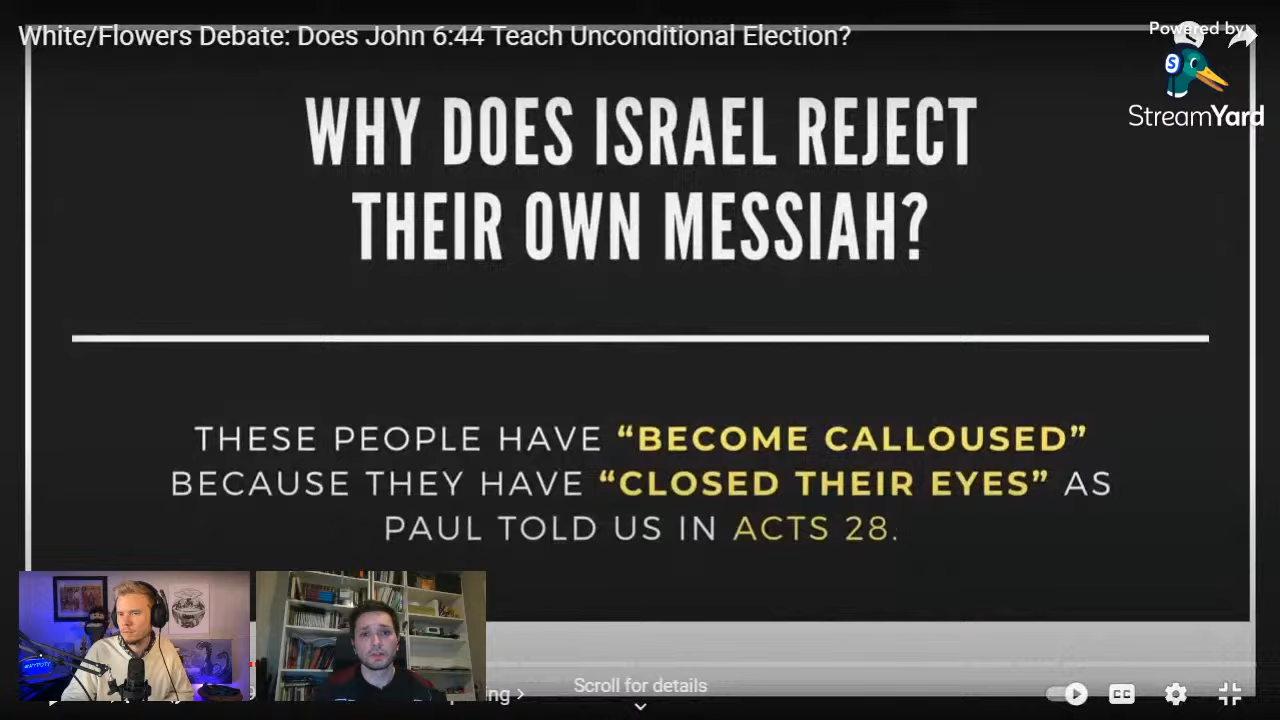 White/Flowers Debate: Does John 6:44 Teach Unconditional Election?
Powered by
StreamYard
WHY DOES ISRAEL REJECT
THEIR OWN MESSIAH?
THESE PEOPLE HAVE “BECOME CALLOUSED”
BECAUSE THEY HAVE “CLOSED THEIR EYES” AS
PAUL TOLD US IN ACTS 28.
Scroll for details
CC